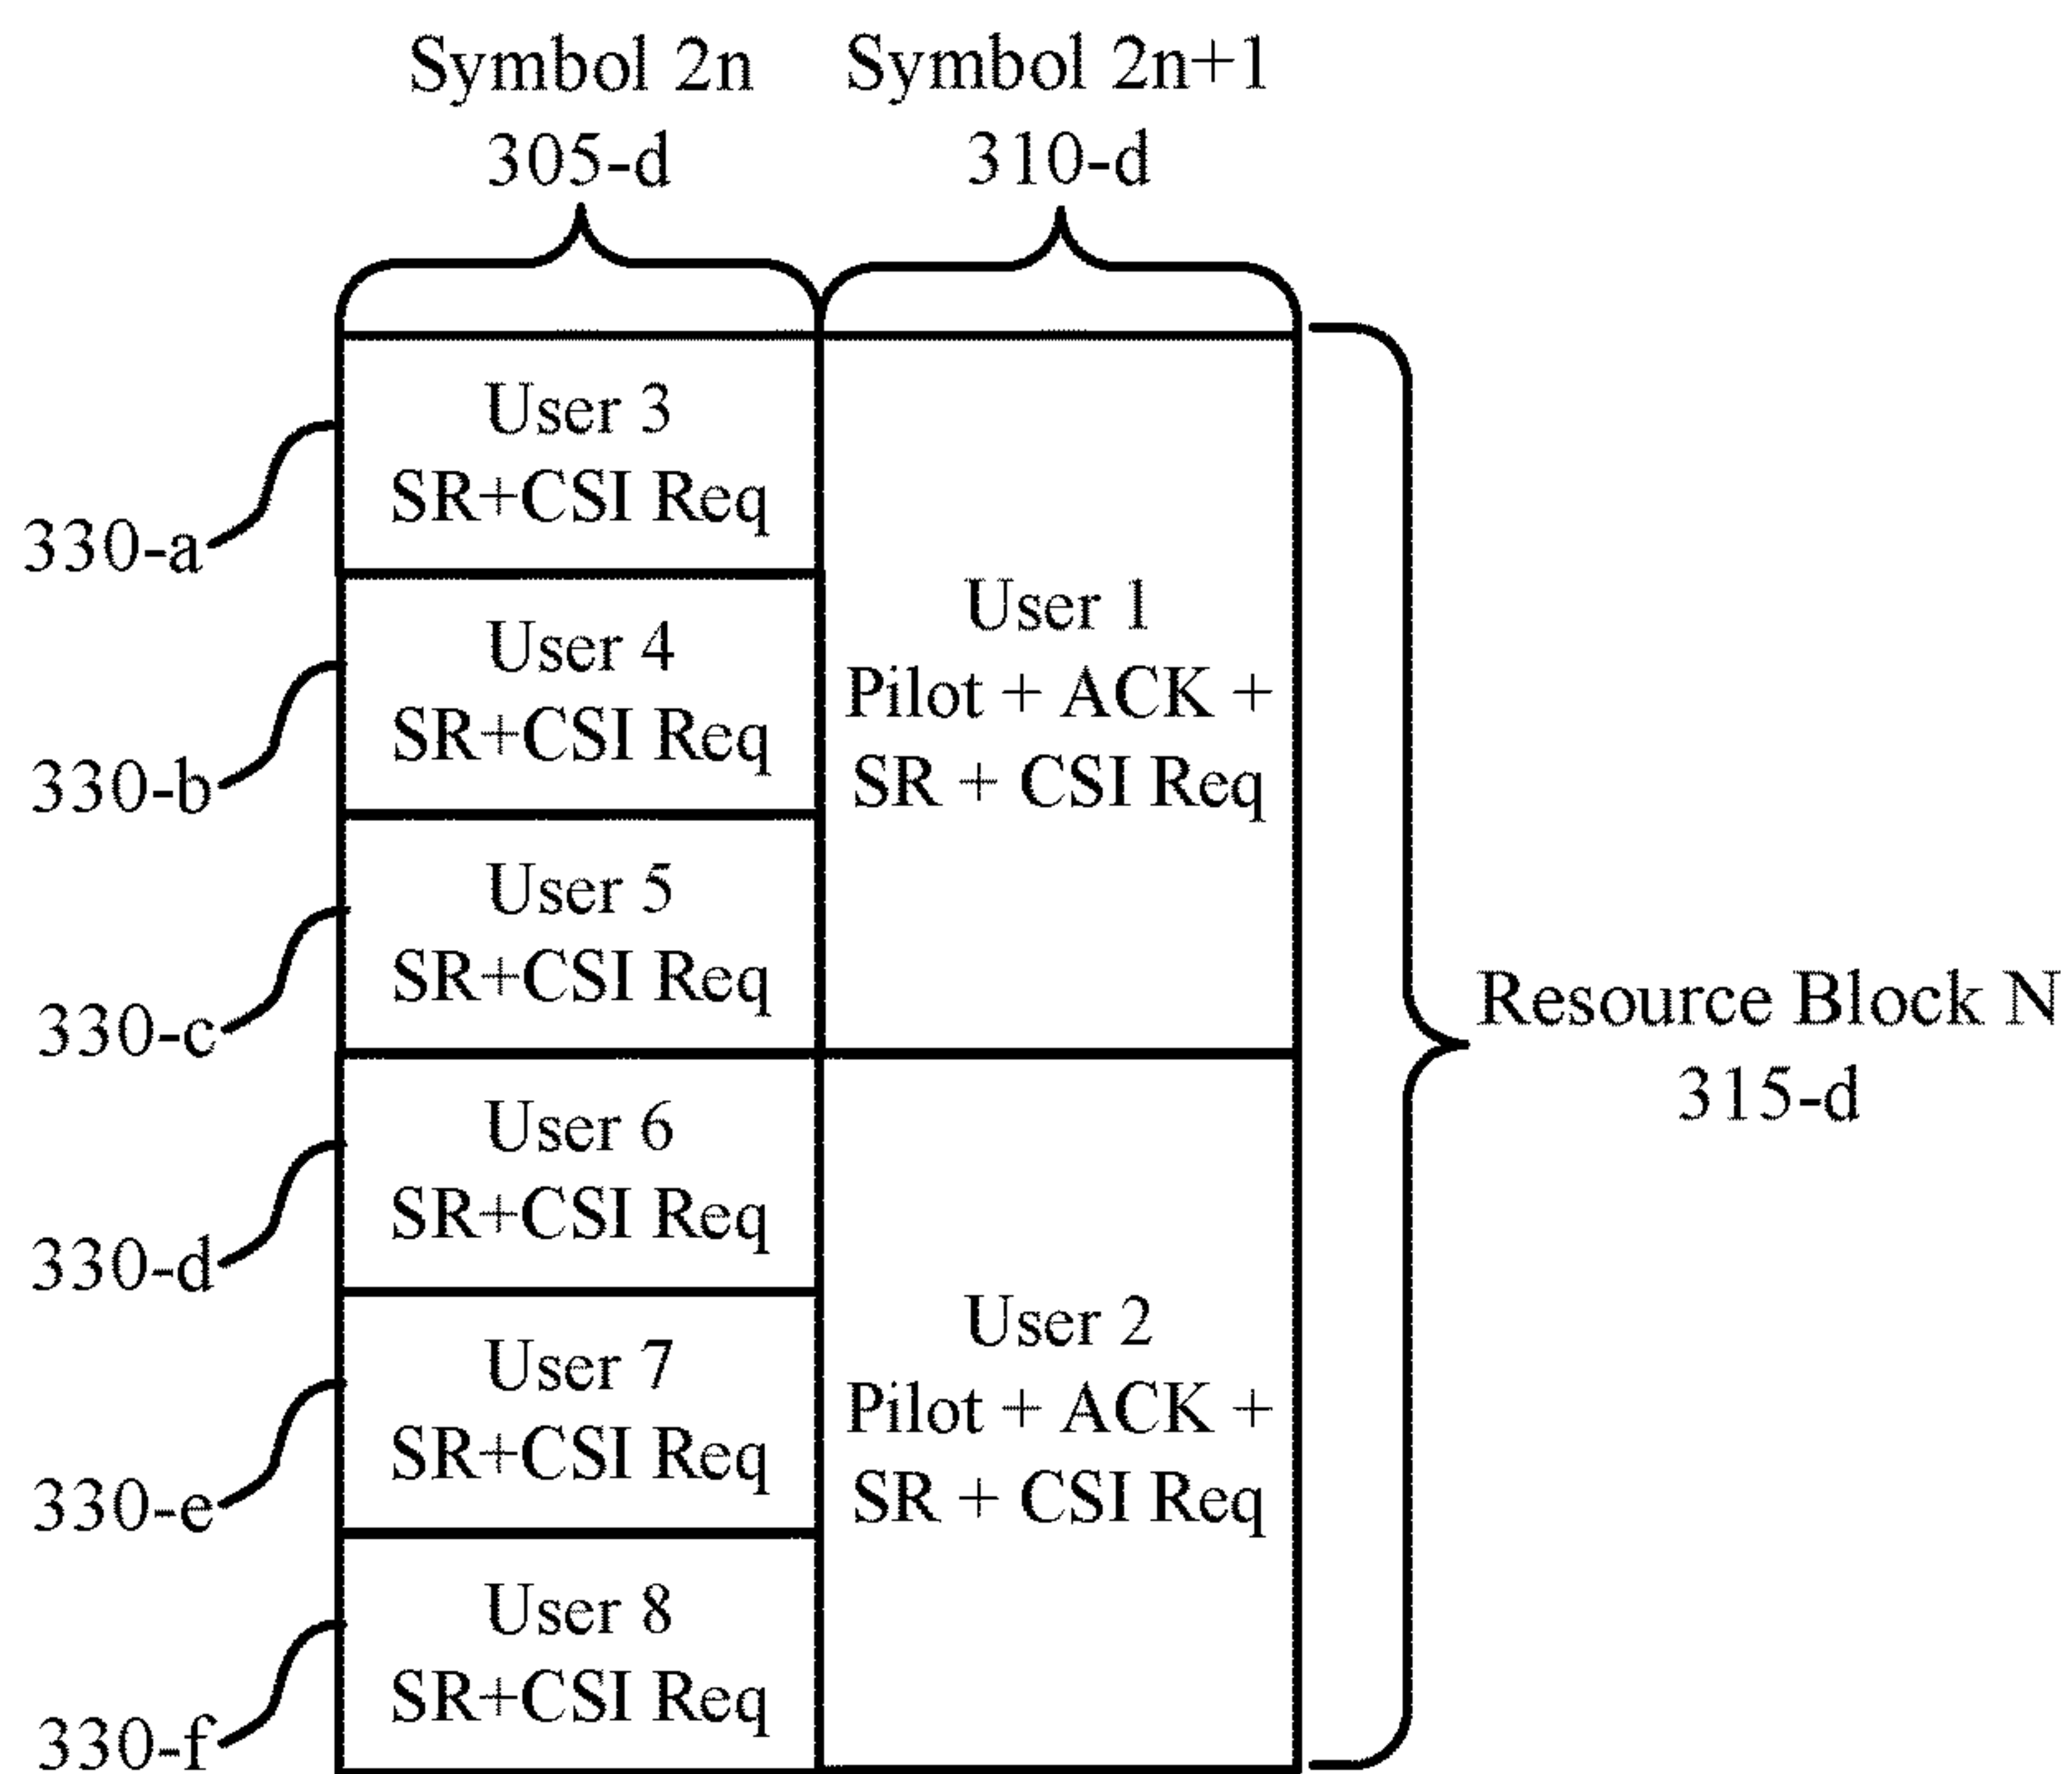 Symbol 2n
305-d
Symbol 2n+1
310-d
User 3
SR+CSI Req
330-a
User 4
SR+CSI Req
330-b
User 5
SR+CSI Req
330-c
User 6
SR+CSI Req
330-d
User 7
SR+CSI Req
330-e
User 8
SR+CSI Req
330-f
User 1
Pilot + ACK +
SR + CSI Req
User 2
Pilot + ACK +
SR + CSI Req
Resource Block N
315-d